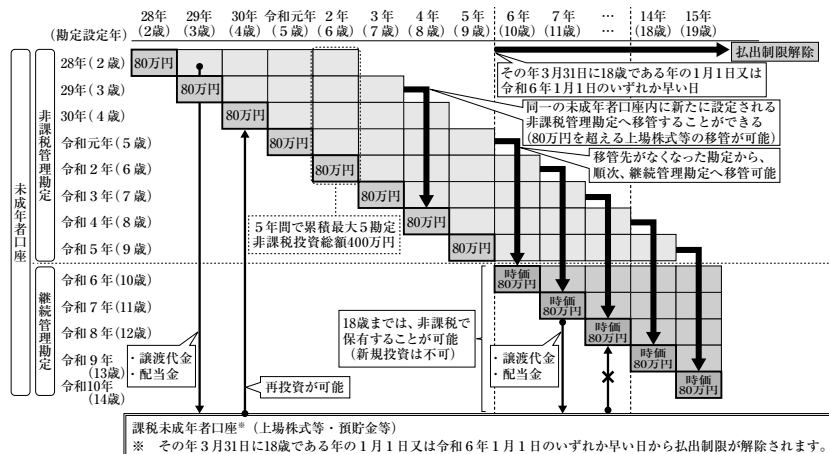 28年 29年 30年 令和元年 2年 3年 4年 5年 6年 7年 … 14年 15年
(勘定設定年) (2歳) (3歳) (4歳) (5歳) (6歳) (7歳) (8歳) (9歳) (10歳) (11歳) … (18歳) (19歳)
払出制限解除
28年(2歳) 80万円
その年3月31日に18歳である年の1月1日又は
令和6年1月1日のいずれか早い日
29年(3歳) 80万円
30年(4歳) 80万円
同一の未成年者口座内に新たに設定される
非課税管理勘定へ移管することができる
(80万円を超える上場株式等の移管が可能)
令和元年(5歳) 80万円
移管先がなくなった勘定から、
順次、継続管理勘定へ移管可能
令和2年(6歳) 80万円
令和3年(7歳) 80万円
令和4年(8歳) 80万円
令和5年(9歳) 80万円
5年間で累積最大5勘定
非課税投資総額400万円
未成年者口座
非課税管理勘定
継続管理勘定
令和6年(10歳) 時価
80万円
令和7年(11歳) 時価
80万円
令和8年(12歳) 時価
80万円
令和9年
(13歳)
時価
80万円
令和10年
(14歳)
時価
80万円
18歳までは、非課税で
保有することが可能
(新規投資は不可)
・譲渡代金
・配当金
再投資が可能
・譲渡代金
・配当金
課税未成年者口座※(上場株式等・預貯金等)
※ その年3月31日に18歳である年の1月1日又は令和6年1月1日のいずれか早い日から払出制限が解除されます。